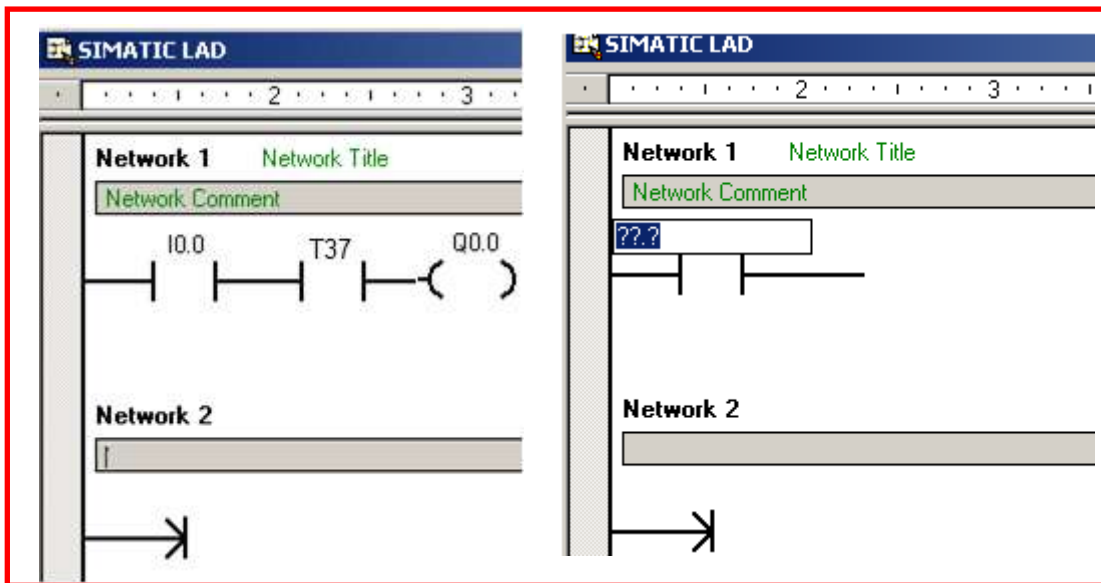 SIMATIC LAD
2 3
Network 1 Network Title
Network Comment
I0.0 T37 Q0.0
Network 2
SIMATIC LAD
2 3
Network 1 Network Title
Network Comment
??.?
Network 2